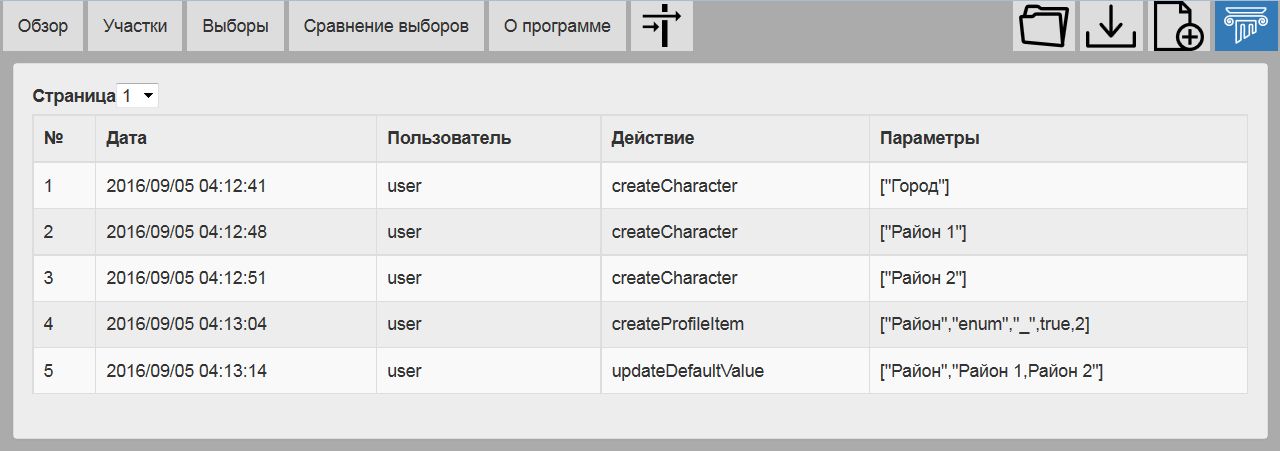 Обзор Участки Выборы Сравнение выборов О программе
Страница 1
№ Дата Пользователь Действие Параметры
1 2016/09/05 04:12:41 user createCharacter ["Город"]
2 2016/09/05 04:12:48 user createCharacter ["Район 1"]
3 2016/09/05 04:12:51 user createCharacter ["Район 2"]
4 2016/09/05 04:13:04 user createProfileItem ["Район","enum","_",true,2]
5 2016/09/05 04:13:14 user updateDefaultValue ["Район","Район 1,Район 2"]